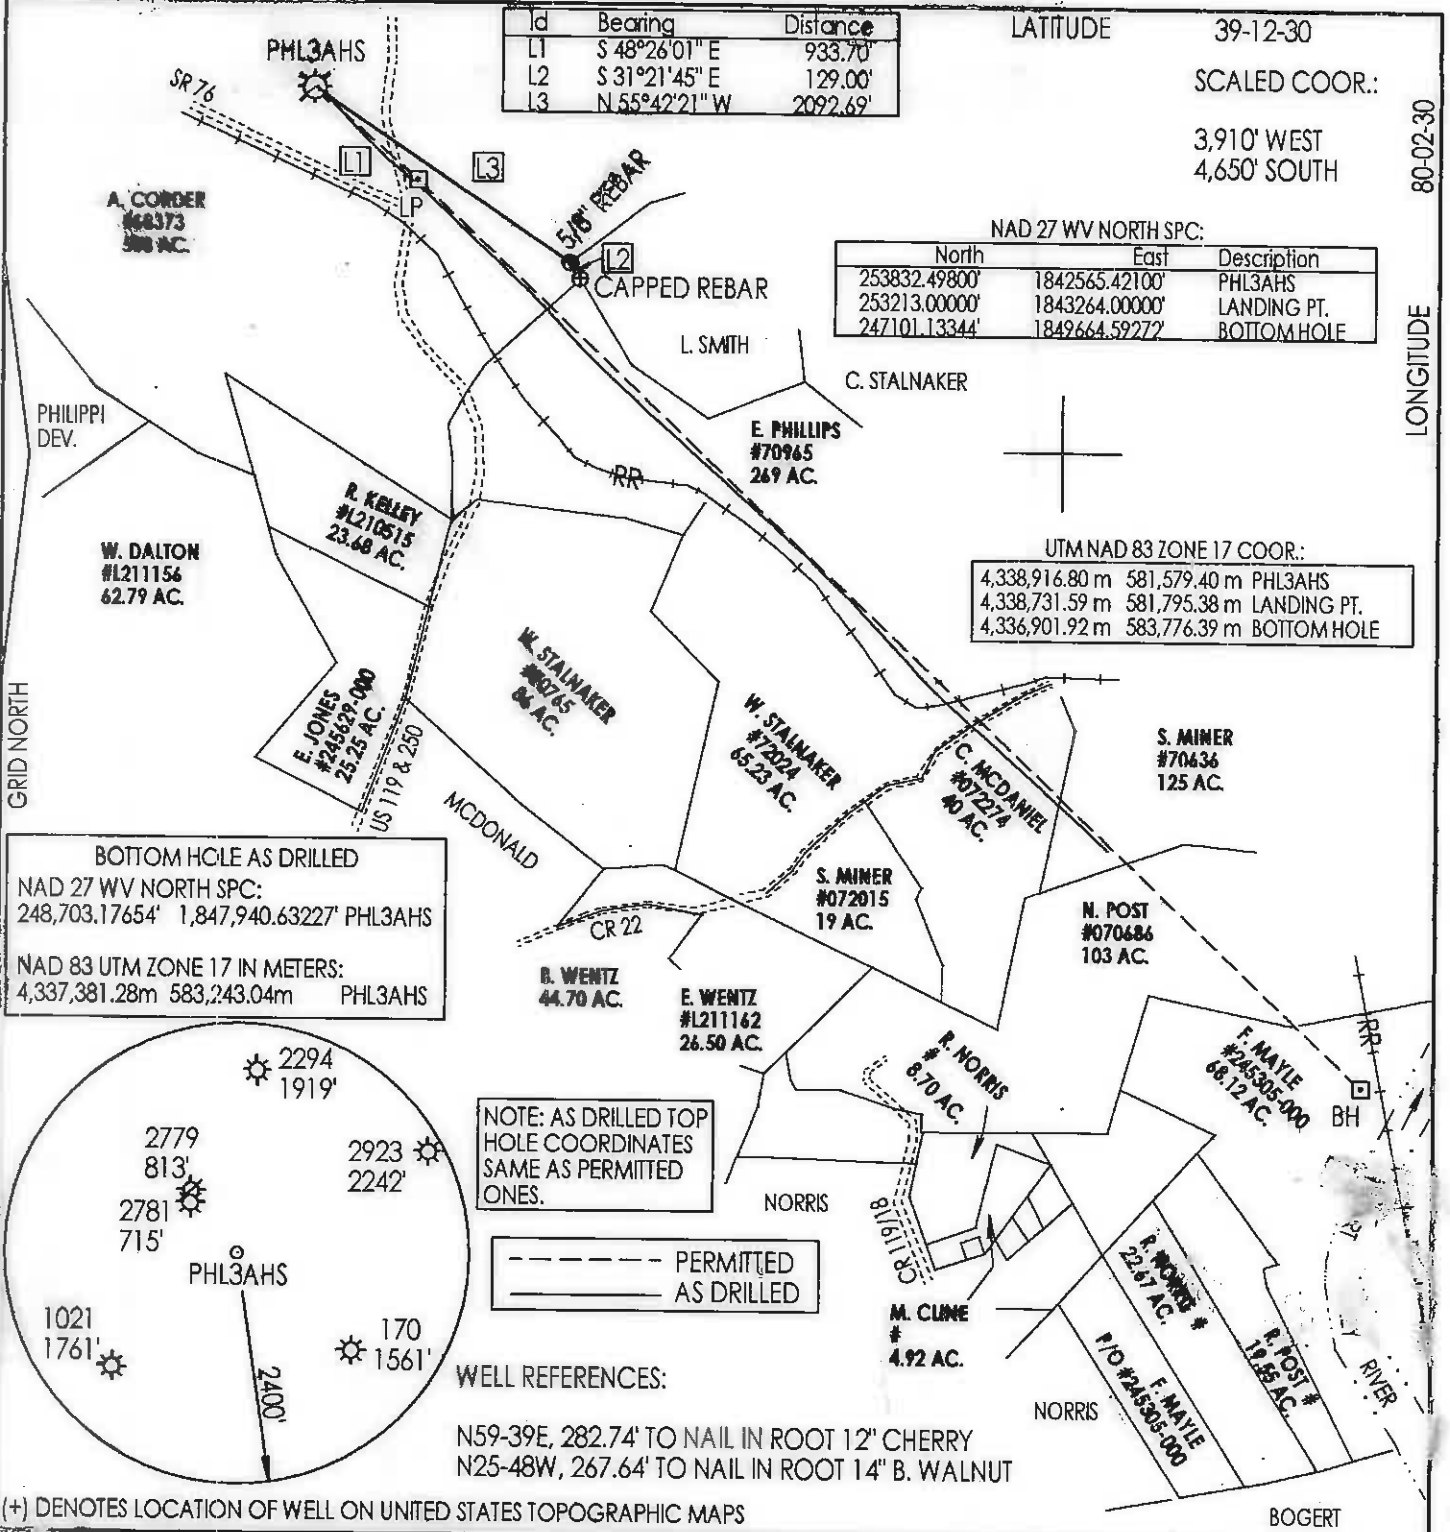 Id Bearing Distance
L1 S 48°26'01" E 933.70'
L2 S 31°21'45" E 129.00'
L3 N 55°42'21" W 2092.69'
LATITUDE 39-12-30
SCALED COOR.:
3,910' WEST
4,650' SOUTH
80-02-30
LONGITUDE
PHL3AHS
SR 76
L1
L3
LP
5/8" REBAR
L2
CAPPED REBAR
A. CORDER
#68373
AC.
NAD 27 WV NORTH SPC:
North East Description
253832.49800' 1842565.42100' PHL3AHS
253213.00000' 1843264.00000' LANDING PT.
247101.13344' 1849664.59272' BOTTOM HOLE
L. SMITH
C. STALNAKER
PHILIPPI
DEV.
E. PHILLIPS
#70965
269 AC.
RR
R. KELLEY
#L210515
23.68 AC.
W. DALTON
#L211156
62.79 AC.
UTM NAD 83 ZONE 17 COOR.:
4,338,916.80 m 581,579.40 m PHL3AHS
4,338,731.59 m 581,795.38 m LANDING PT.
4,336,901.92 m 583,776.39 m BOTTOM HOLE
GRID NORTH
E. JONES
#245629-000
25.25 AC.
US 119 & 250
W. STALNAKER
86 AC.
W. STALNAKER
#72024
65.23 AC.
C. MCDANIEL
#072274
40 AC.
S. MINER
#70636
125 AC.
MCDONALD
BOTTOM HOLE AS DRILLED
NAD 27 WV NORTH SPC:
248,703.17654' 1,847,940.63227' PHL3AHS
NAD 83 UTM ZONE 17 IN METERS:
4,337,381.28m 583,243.04m PHL3AHS
S. MINER
#072015
19 AC.
CR 22
N. POST
#070686
103 AC.
B. WENTZ
44.70 AC.
E. WENTZ
#L211162
26.50 AC.
R. NORRIS
#
8.70 AC.
F. MAYLE
#245305-000
68.12 AC.
RR
BH
2294
1919'
2779
813'
2781
715'
2923
2242'
PHL3AHS
1021
1761'
170
1561'
2400'
NOTE: AS DRILLED TOP
HOLE COORDINATES
SAME AS PERMITTED
ONES.
NORRIS
CR 119/18
PERMITTED
AS DRILLED
M. CLINE
#
4.92 AC.
R. NORRIS #
22.67 AC.
R. POST #
19.55 AC.
F. MAYLE
P/O #245305-000
RIVER
NORRIS
WELL REFERENCES:
N59-39E, 282.74' TO NAIL IN ROOT 12" CHERRY
N25-48W, 267.64' TO NAIL IN ROOT 14" B. WALNUT
(+) DENOTES LOCATION OF WELL ON UNITED STATES TOPOGRAPHIC MAPS
BOGERT